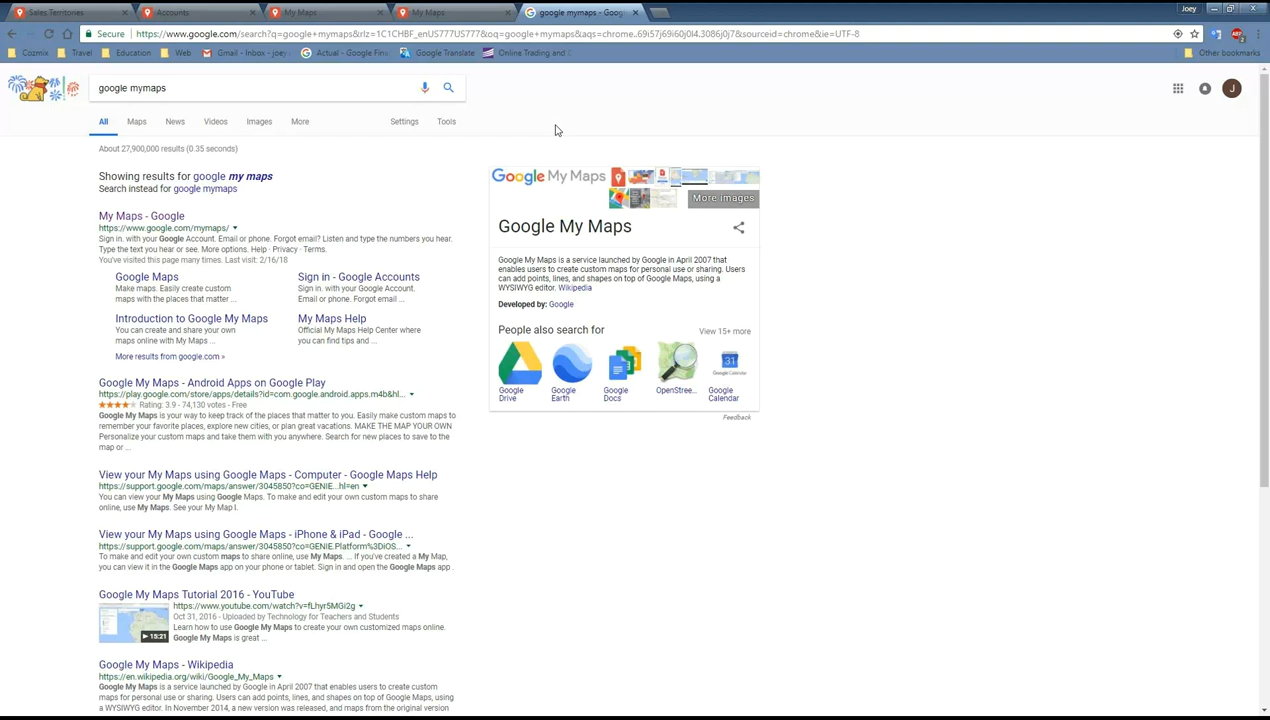 Sales Territories
Accounts
My Maps
My Maps
google mymaps - Goog
Joey
Secure
https://www.google.com/search?q=google+mymaps&rlz=1C1CHBF_enUS777US777&oq=google+mymaps&aqs=chrome..69i57j69i60j0l4.3086j0j7&sourceid=chrome&ie=UTF-8
Cozmix
Travel
Education
Web
Gmail - Inbox - joey
Actual - Google Fin
Google Translate
Online Trading and
Other bookmarks
google mymaps
J
All
Maps
News
Videos
Images
More
Settings
Tools
About 27,900,000 results (0.35 seconds)
Showing results for google my maps
Search instead for google mymaps
My Maps - Google
https://www.google.com/mymaps/
Sign in. with your Google Account. Email or phone. Forgot email? Listen and type the numbers you hear.
Type the text you hear or see. More options. Help · Privacy · Terms.
You've visited this page many times. Last visit: 2/16/18
Google Maps
Make maps. Easily create custom
maps with the places that matter ...
Sign in - Google Accounts
Sign in. with your Google Account.
Email or phone. Forgot email ...
Introduction to Google My Maps
You can create and share your own
maps online with My Maps ...
My Maps Help
Official My Maps Help Center where
you can find tips and ...
More results from google.com »
Google My Maps - Android Apps on Google Play
https://play.google.com/store/apps/details?id=com.google.android.apps.m4b&hl...
Rating: 3.9 - 74,130 votes - Free
Google My Maps is your way to keep track of the places that matter to you. Easily make custom maps to
remember your favorite places, explore new cities, or plan great vacations. MAKE THE MAP YOUR OWN
Personalize your custom maps and take them with you anywhere. Search for new places to save to the
map or ...
View your My Maps using Google Maps - Computer - Google Maps Help
https://support.google.com/maps/answer/3045850?co=GENIE...hl=en
You can view your My Maps using Google Maps. To make and edit your own custom maps to share
online, use My Maps. See your My Map l.
View your My Maps using Google Maps - iPhone & iPad - Google ...
https://support.google.com/maps/answer/3045850?co=GENIE.Platform%3DiOS...
To make and edit your own custom maps to share online, use My Maps. ... If you've created a My Map,
you can view it in the Google Maps app on your phone or tablet. Sign in and open the Google Maps app .
Google My Maps Tutorial 2016 - YouTube
https://www.youtube.com/watch?v=fLhyr5MGi2g
Oct 31, 2016 - Uploaded by Technology for Teachers and Students
Learn how to use Google My Maps to create your own customized maps online.
Google My Maps is great ...
15:21
Google My Maps - Wikipedia
https://en.wikipedia.org/wiki/Google_My_Maps
Google My Maps is a service launched by Google in April 2007 that enables users to create custom
maps for personal use or sharing. Users can add points, lines, and shapes on top of Google Maps, using
a WYSIWYG editor. In November 2014, a new version was released, and maps from the original version
Google My Maps
More images
Google My Maps
Google My Maps is a service launched by Google in April 2007 that
enables users to create custom maps for personal use or sharing. Users
can add points, lines, and shapes on top of Google Maps, using a
WYSIWYG editor. Wikipedia
Developed by: Google
People also search for
View 15+ more
31
Google Calendar
Google
Drive
Google
Earth
Google
Docs
OpenStree...
Google
Calendar
Feedback